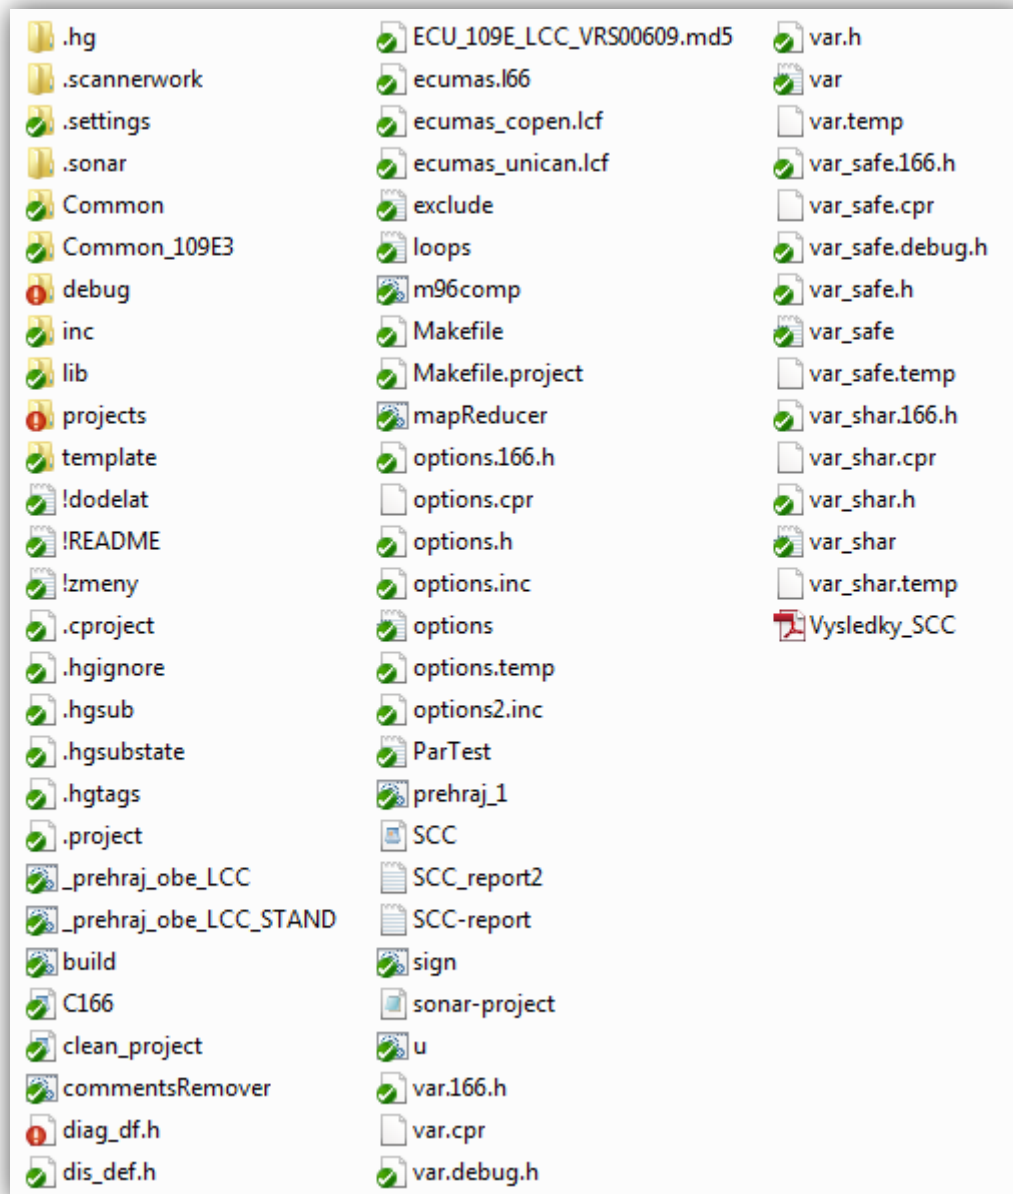 .hg
.scannerwork
.settings
.sonar
Common
Common_109E3
debug
inc
lib
projects
template
!dodelat
!README
!zmeny
.cproject
.hgignore
.hgsub
.hgsubstate
.hgtags
.project
_prehraj_obe_LCC
_prehraj_obe_LCC_STAND
build
C166
clean_project
commentsRemover
diag_df.h
dis_def.h
ECU_109E_LCC_VRS00609.md5
ecumas.l66
ecumas_copen.lcf
ecumas_unican.lcf
exclude
loops
m96comp
Makefile
Makefile.project
mapReducer
options.166.h
options.cpr
options.h
options.inc
options
options.temp
options2.inc
ParTest
prehraj_1
SCC
SCC_report2
SCC-report
sign
sonar-project
u
var.166.h
var.cpr
var.debug.h
var.h
var
var.temp
var_safe.166.h
var_safe.cpr
var_safe.debug.h
var_safe.h
var_safe
var_safe.temp
var_shar.166.h
var_shar.cpr
var_shar.h
var_shar
var_shar.temp
Vysledky_SCC